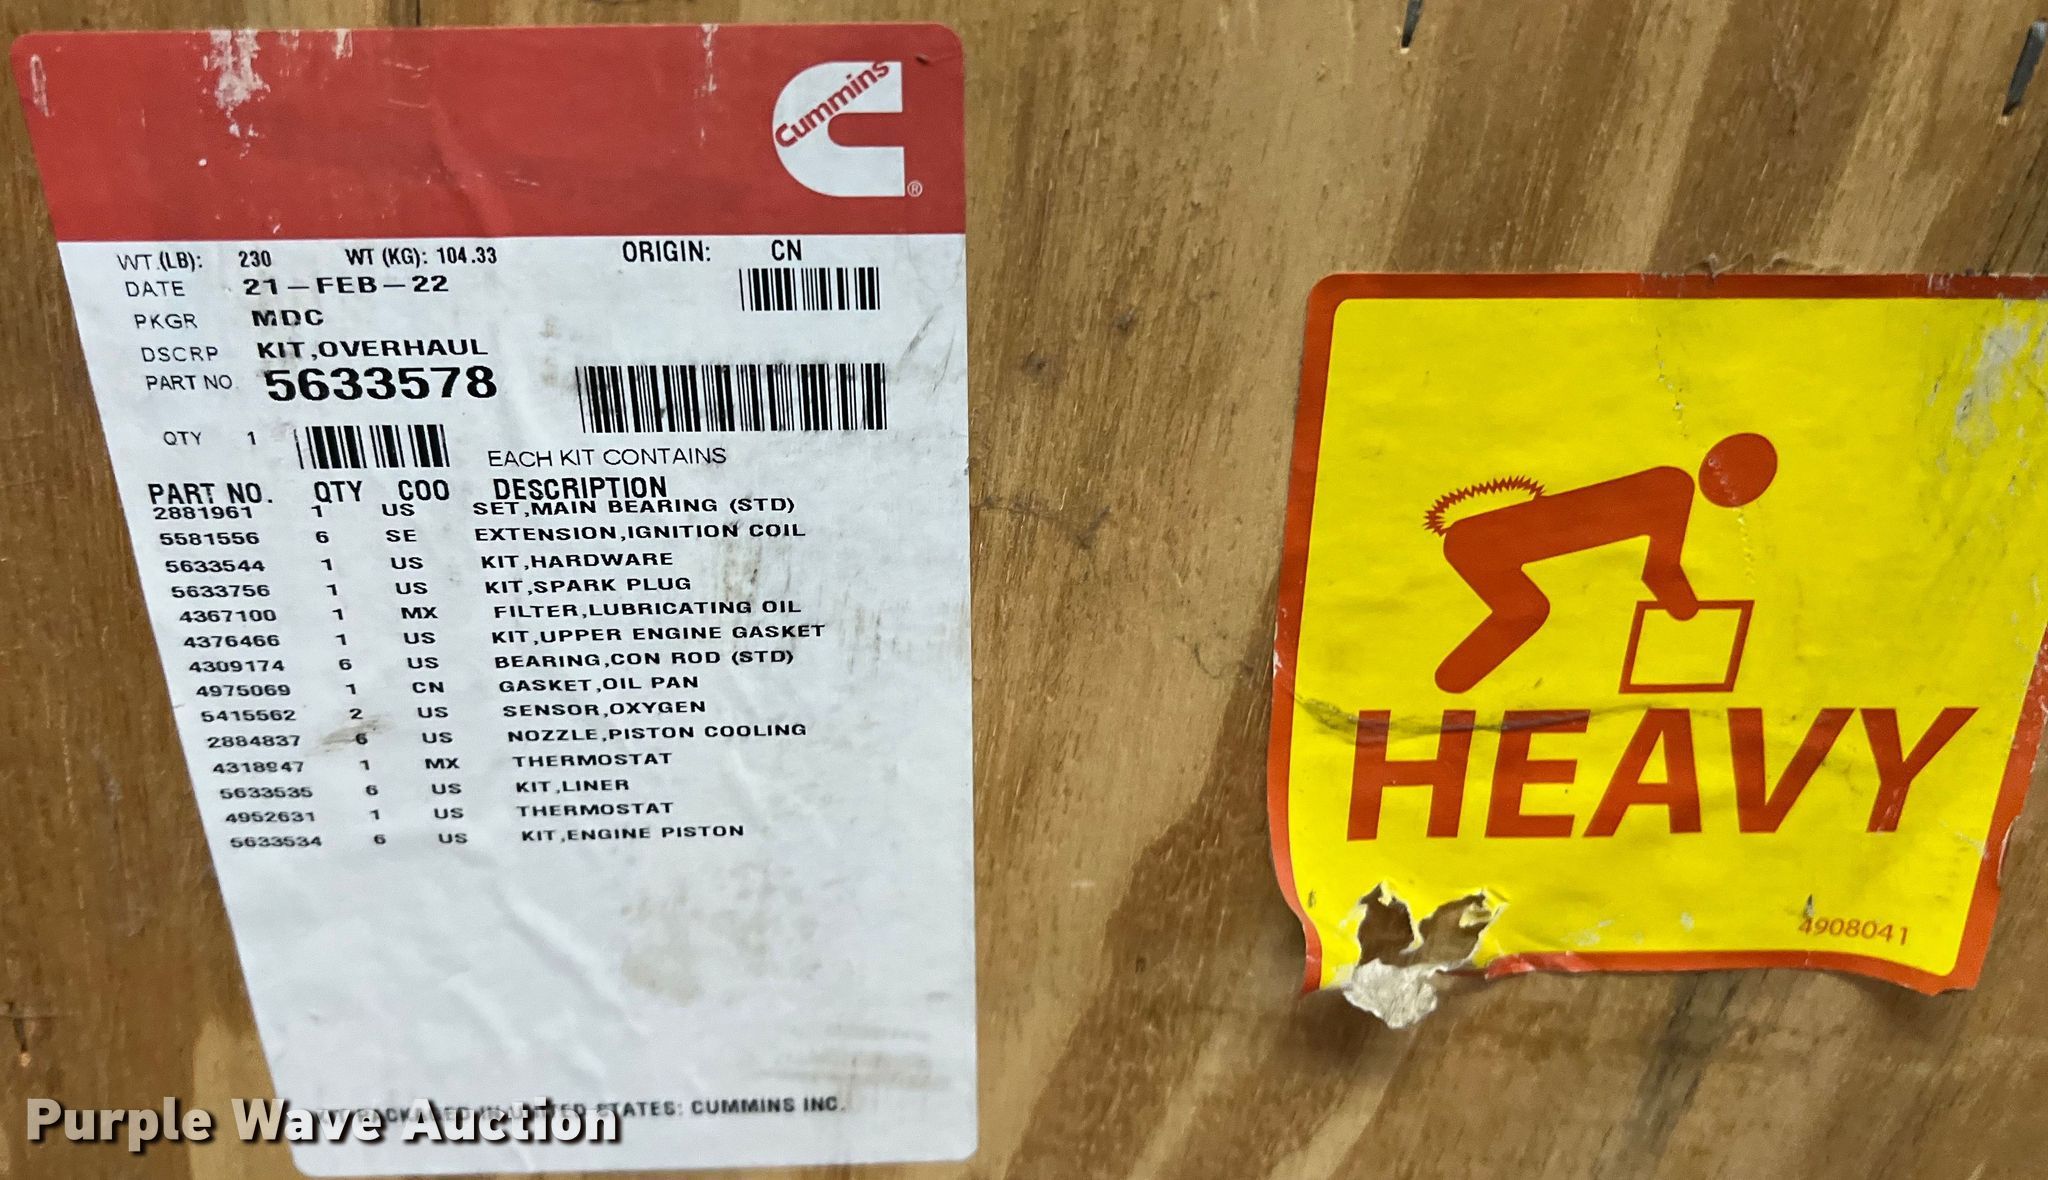 Cummins
®
WT.(LB): 230 WT (KG): 104.33 ORIGIN: CN
DATE 21-FEB-22
PKGR MDC
DSCRP KIT,OVERHAUL
PART NO. 5633578
QTY 1
EACH KIT CONTAINS
PART NO. QTY COO DESCRIPTION
2881961 1 US SET,MAIN BEARING (STD)
5581556 6 SE EXTENSION,IGNITION COIL
5633544 1 US KIT,HARDWARE
5633756 1 US KIT,SPARK PLUG
4367100 1 MX FILTER,LUBRICATING OIL
4376466 1 US KIT,UPPER ENGINE GASKET
4309174 6 US BEARING,CON ROD (STD)
4975069 1 CN GASKET,OIL PAN
5415562 2 US SENSOR,OXYGEN
2884837 6 US NOZZLE,PISTON COOLING
4318947 1 MX THERMOSTAT
5633535 6 US KIT,LINER
4952631 1 US THERMOSTAT
5633534 6 US KIT,ENGINE PISTON
KIT PACKAGED IN UNITED STATES: CUMMINS INC.
HEAVY
4908041
Purple Wave Auction